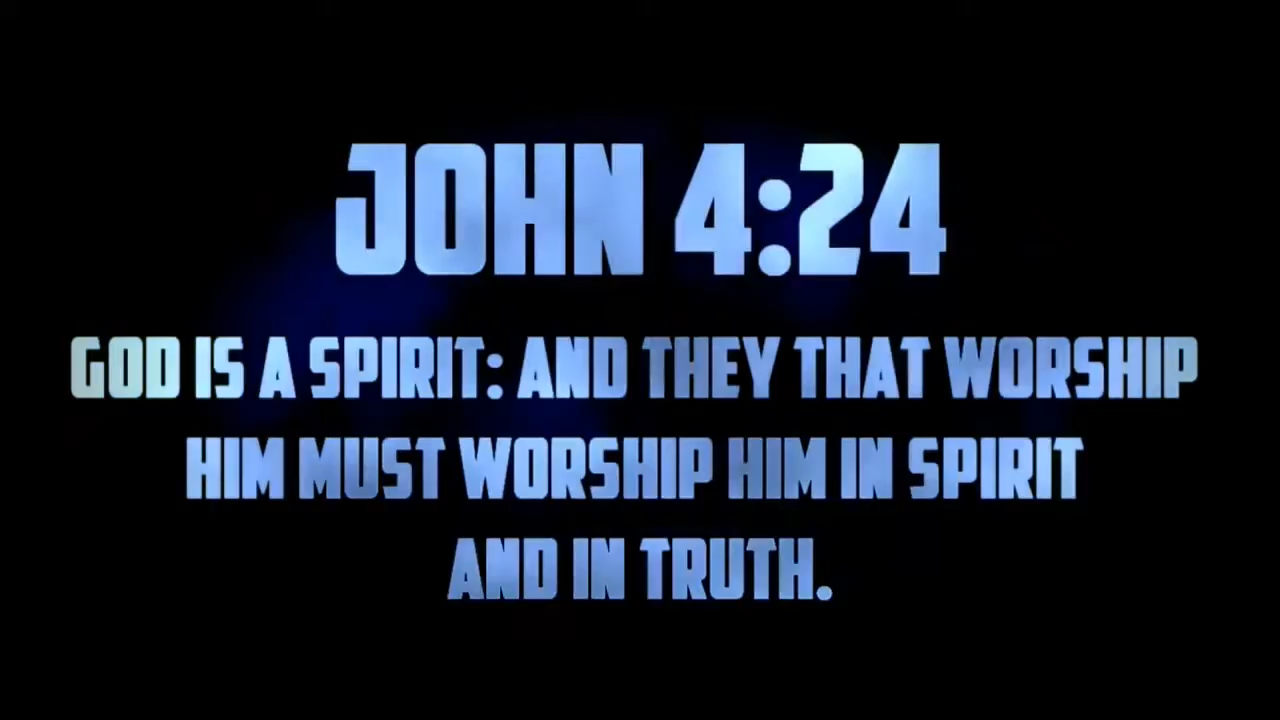 JOHN 4:24
GOD IS A SPIRIT: AND THEY THAT WORSHIP
HIM MUST WORSHIP HIM IN SPIRIT
AND IN TRUTH.